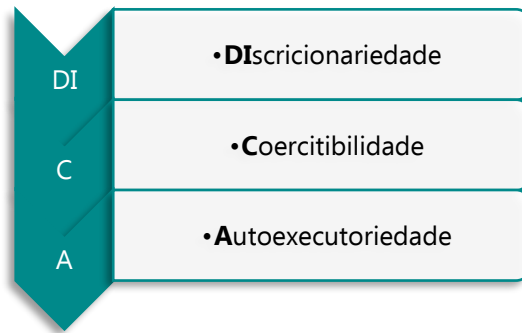 DI
•DIscricionariedade
C
•Coercitibilidade
A
•Autoexecutoriedade